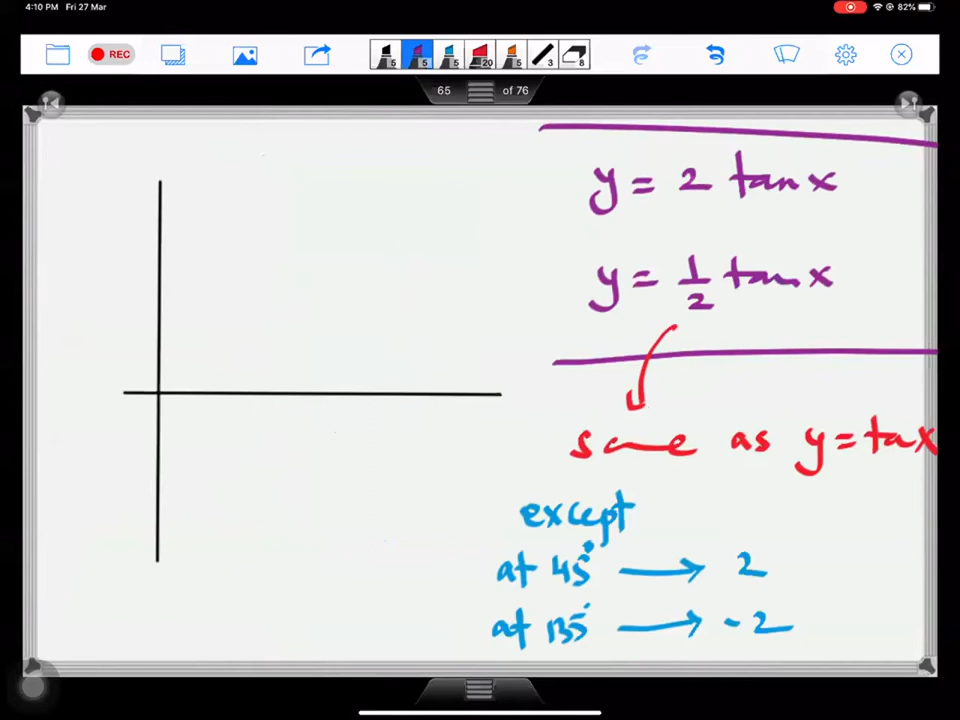 4:10 PM Fri 27 Mar 82%
REC 5 5 5 20 5 3 8
65 of 76
y = 2 tan x
y = 1/2 tan x
same as y = tan x
except
at 45° → 2
at 135° → -2